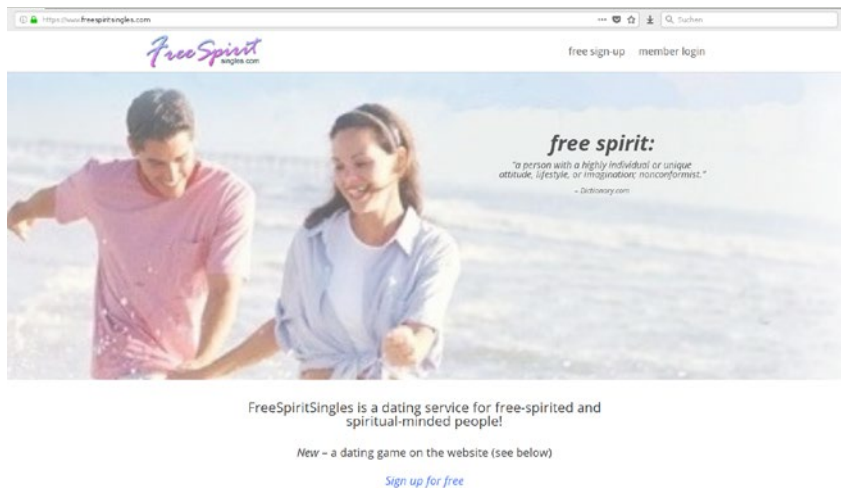 https://www.freespiritsingles.com
Suchen
Free Spirit
singles.com
free sign-up member login
free spirit:
"a person with a highly individual or unique
attitude, lifestyle, or imagination; nonconformist."
– Dictionary.com
FreeSpiritSingles is a dating service for free-spirited and
spiritual-minded people!
New – a dating game on the website (see below)
Sign up for free